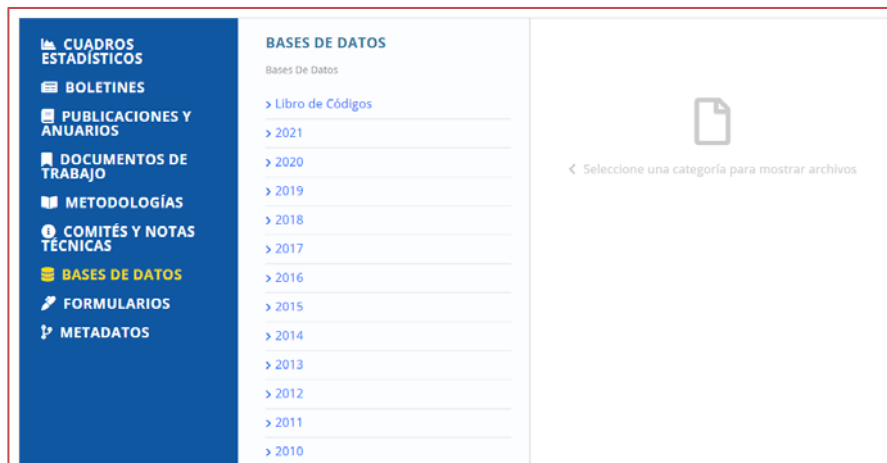 CUADROS
ESTADÍSTICOS
BOLETINES
PUBLICACIONES Y
ANUARIOS
DOCUMENTOS DE
TRABAJO
METODOLOGÍAS
COMITÉS Y NOTAS
TÉCNICAS
BASES DE DATOS
FORMULARIOS
METADATOS
BASES DE DATOS
Bases De Datos
> Libro de Códigos
> 2021
> 2020
> 2019
> 2018
> 2017
> 2016
> 2015
> 2014
> 2013
> 2012
> 2011
> 2010
< Seleccione una categoría para mostrar archivos